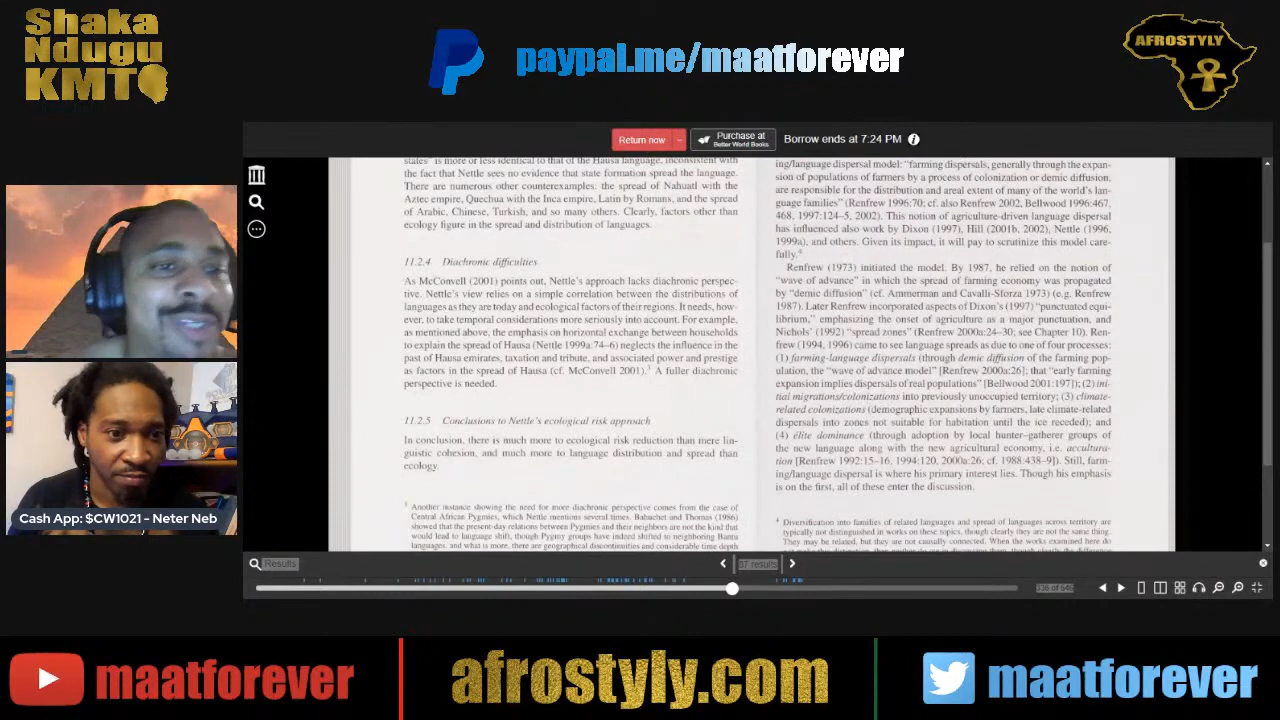 Shaka
Ndugu
KMT
paypal.me/maatforever
AFROSTYLY
Return now
Purchase at
Better World Books
Borrow ends at 7:24 PM
states" is more or less identical to that of the Hausa language, inconsistent with
the fact that Nettle sees no evidence that state formation spread the language.
There are numerous other counterexamples: the spread of Nahuatl with the
Aztec empire, Quechua with the Inca empire, Latin by Romans, and the spread
of Arabic, Chinese, Turkish, and so many others. Clearly, factors other than
ecology figure in the spread and distribution of languages.
11.2.4 Diachronic difficulties
As McConvell (2001) points out, Nettle's approach lacks diachronic perspec-
tive. Nettle's view relies on a simple correlation between the distributions of
languages as they are today and ecological factors of their regions. It needs, how-
ever, to take temporal considerations more seriously into account. For example,
as mentioned above, the emphasis on horizontal exchange between households
to explain the spread of Hausa (Nettle 1999a:74–6) neglects the influence in the
past of Hausa emirates, taxation and tribute, and associated power and prestige
as factors in the spread of Hausa (cf. McConvell 2001).3 A fuller diachronic
perspective is needed.
11.2.5 Conclusions to Nettle's ecological risk approach
In conclusion, there is much more to ecological risk reduction than mere lin-
guistic cohesion, and much more to language distribution and spread than
ecology.
3 Another instance showing the need for more diachronic perspective comes from the case of
Central African Pygmies, which Nettle mentions several times. Bahuchet and Thomas (1986)
showed that the present-day relations between Pygmies and their neighbors are not the kind that
would lead to language shift, though Pygmy groups have indeed shifted to neighboring Bantu
languages, and what is more, there are geographical discontinuities and considerable time depth
ing/language dispersal model: "farming dispersals, generally through the expan-
sion of populations of farmers by a process of colonization or demic diffusion,
are responsible for the distribution and areal extent of many of the world's lan-
guage families" (Renfrew 1996:70; cf. also Renfrew 2002, Bellwood 1996:467,
468, 1997:124–5, 2002). This notion of agriculture-driven language dispersal
has influenced also work by Dixon (1997), Hill (2001b, 2002), Nettle (1996,
1999a), and others. Given its impact, it will pay to scrutinize this model care-
fully.4
Renfrew (1973) initiated the model. By 1987, he relied on the notion of
"wave of advance" in which the spread of farming economy was propagated
by "demic diffusion" (cf. Ammerman and Cavalli-Sforza 1973) (e.g. Renfrew
1987). Later Renfrew incorporated aspects of Dixon's (1997) "punctuated equi-
librium," emphasizing the onset of agriculture as a major punctuation, and
Nichols' (1992) "spread zones" (Renfrew 2000a:24–30; see Chapter 10). Ren-
frew (1994, 1996) came to see language spreads as due to one of four processes:
(1) farming-language dispersals (through demic diffusion of the farming pop-
ulation, the "wave of advance model" [Renfrew 2000a:26]; that "early farming
expansion implies dispersals of real populations" [Bellwood 2001:197]); (2) ini-
tial migrations/colonizations into previously unoccupied territory; (3) climate-
related colonizations (demographic expansions by farmers, late climate-related
dispersals into zones not suitable for habitation until the ice receded); and
(4) élite dominance (through adoption by local hunter–gatherer groups of
the new language along with the new agricultural economy, i.e. accultura-
tion [Renfrew 1992:15–16, 1994:120, 2000a:26; cf. 1988:438–9]). Still, farm-
ing/language dispersal is where his primary interest lies. Though his emphasis
is on the first, all of these enter the discussion.
4 Diversification into families of related languages and spread of languages across territory are
typically not distinguished in works on these topics, though clearly they are not the same thing.
They may be related, but they are not causally connected. When the works examined here do
Cash App: $CW1021 - Neter Neb
Results
37 results
maatforever
afrostyly.com
maatforever